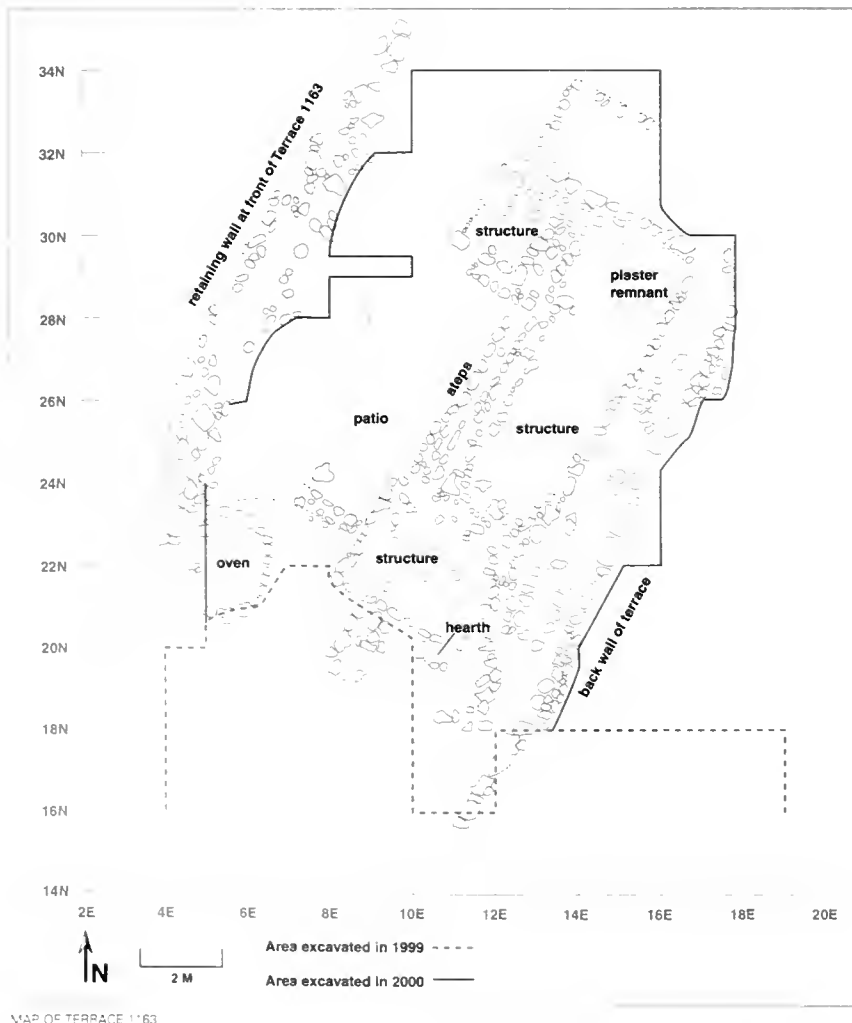 34N
32N
30N
28N
26N
24N
22N
20N
18N
16N
14N
2E 4E 6E 8E 10E 12E 14E 16E 18E 20E
retaining wall at front of Terrace 1163
structure
plaster
remnant
atepa
patio
structure
oven
structure
hearth
back wall of terrace
N
2 M
Area excavated in 1999
Area excavated in 2000
MAP OF TERRACE 1163